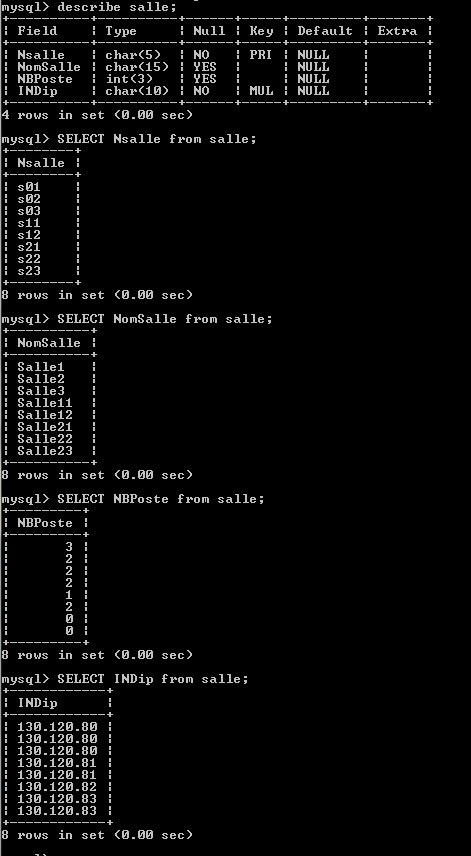 mysql> describe salle;
+----------+----------+------+-----+---------+-------+
¦ Field    ¦ Type     ¦ Null ¦ Key ¦ Default ¦ Extra ¦
+----------+----------+------+-----+---------+-------+
¦ Nsalle   ¦ char(5)  ¦ NO   ¦ PRI ¦ NULL    ¦       ¦
¦ NomSalle ¦ char(15) ¦ YES  ¦     ¦ NULL    ¦       ¦
¦ NBPoste  ¦ int(3)   ¦ YES  ¦     ¦ NULL    ¦       ¦
¦ INDip    ¦ char(10) ¦ NO   ¦ MUL ¦ NULL    ¦       ¦
+----------+----------+------+-----+---------+-------+
4 rows in set (0.00 sec)
mysql> SELECT Nsalle from salle;
+--------+
¦ Nsalle ¦
+--------+
¦ s01    ¦
¦ s02    ¦
¦ s03    ¦
¦ s11    ¦
¦ s12    ¦
¦ s21    ¦
¦ s22    ¦
¦ s23    ¦
+--------+
8 rows in set (0.00 sec)
mysql> SELECT NomSalle from salle;
+----------+
¦ NomSalle ¦
+----------+
¦ Salle1   ¦
¦ Salle2   ¦
¦ Salle3   ¦
¦ Salle11  ¦
¦ Salle12  ¦
¦ Salle21  ¦
¦ Salle22  ¦
¦ Salle23  ¦
+----------+
8 rows in set (0.00 sec)
mysql> SELECT NBPoste from salle;
+---------+
¦ NBPoste ¦
+---------+
¦       3 ¦
¦       2 ¦
¦       2 ¦
¦       2 ¦
¦       1 ¦
¦       2 ¦
¦       0 ¦
¦       0 ¦
+---------+
8 rows in set (0.00 sec)
mysql> SELECT INDip from salle;
+------------+
¦ INDip      ¦
+------------+
¦ 130.120.80 ¦
¦ 130.120.80 ¦
¦ 130.120.80 ¦
¦ 130.120.81 ¦
¦ 130.120.81 ¦
¦ 130.120.82 ¦
¦ 130.120.83 ¦
¦ 130.120.83 ¦
+------------+
8 rows in set (0.00 sec)